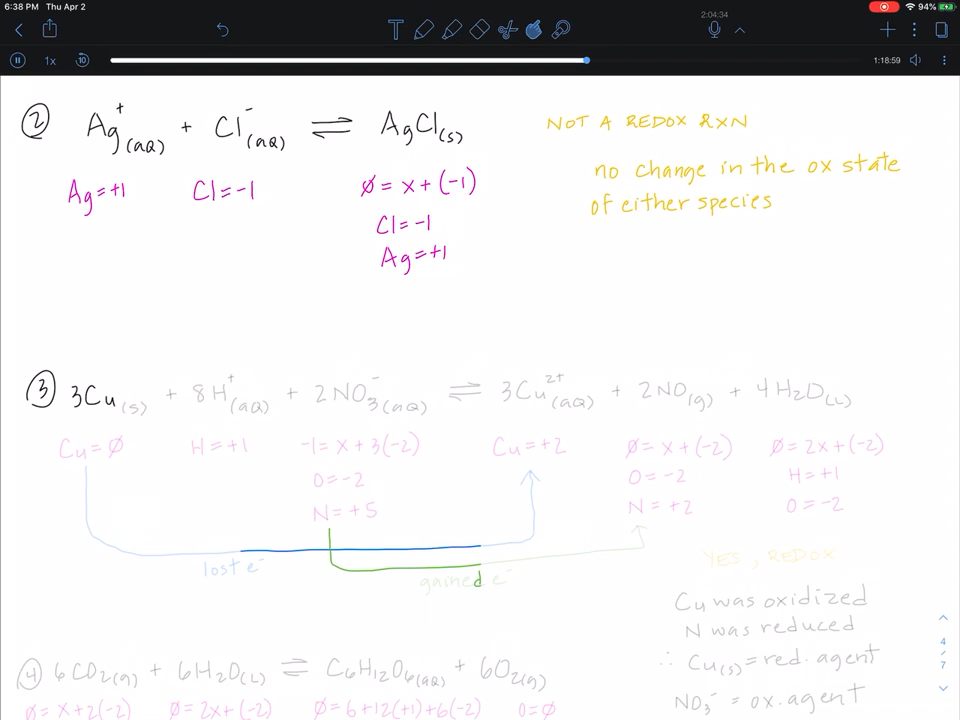 6:38 PM Thu Apr 2
94%
2:04:34
1x
10
1:18:59
② Ag⁺(aQ) + Cl⁻(aQ) ⇌ AgCl(s)
NOT A REDOX RXN
Ag=+1 Cl=-1 Ø=x+(-1)
Cl=-1
Ag=+1
no change in the ox state
of either species
③ 3Cu(s) + 8H⁺(aQ) + 2NO₃⁻(aQ) ⇌ 3Cu²⁺(aQ) + 2NO(g) + 4H₂O(L)
Cu=Ø H=+1 -1=x+3(-2) Cu=+2 Ø=x+(-2) Ø=2x+(-2)
O=-2 O=-2 H=+1
N=+5 N=+2 O=-2
lost e⁻
gained e⁻
YES, REDOX
Cu was oxidized
N was reduced
∴ Cu(s)=red. agent
NO₃⁻=ox. agent
④ 6CO₂(g) + 6H₂O(L) ⇌ C₆H₁₂O₆(aQ) + 6O₂(g)
Ø=x+2(-2) Ø=2x+(-2) Ø=6+12(+1)+6(-2) O=Ø
4
7